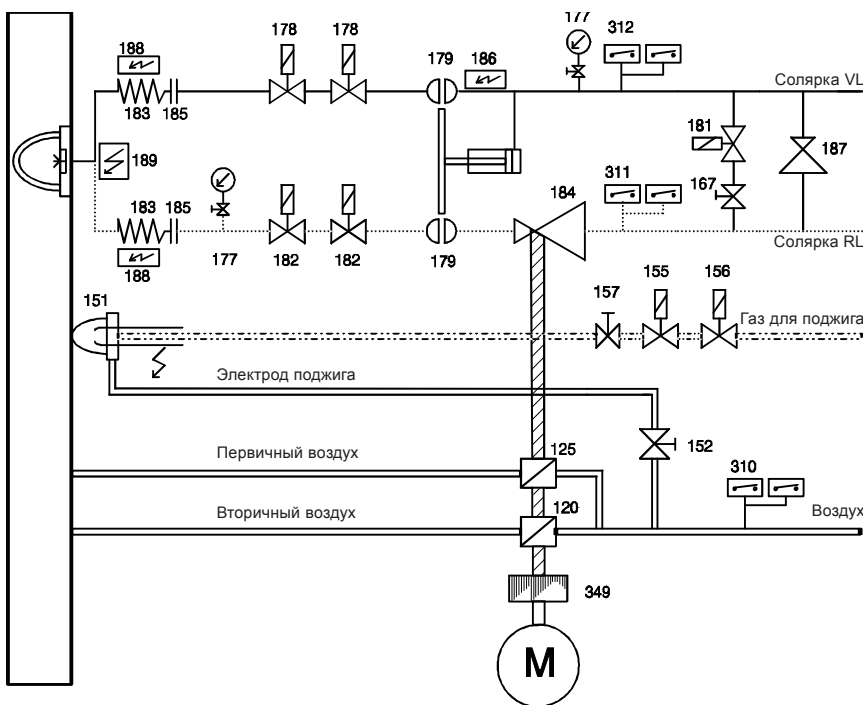 177
178 178 312
188 179 186
Солярка VL
183 185
181
187
189
167
311
183 185 184
Солярка RL
177 182 182 179
188
151 157 155 156
Газ для поджига
Электрод поджига
152
Первичный воздух 125
310
Вторичный воздух 120 Воздух
349
M